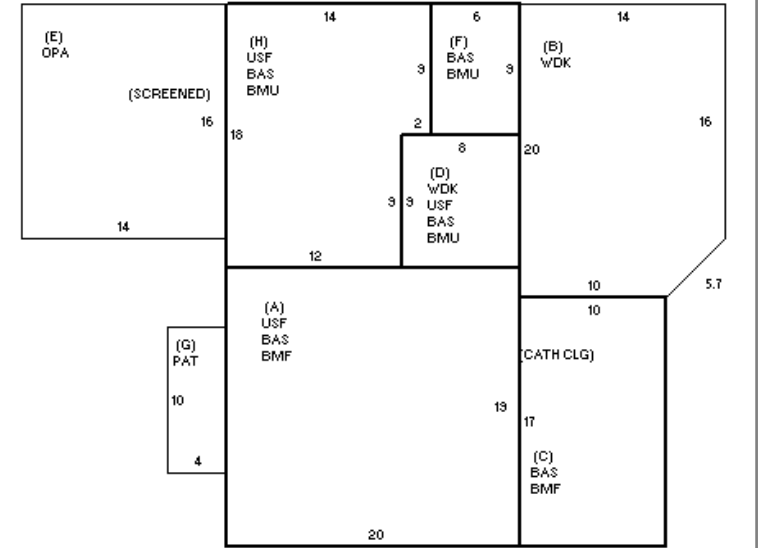 14
6
14
(E)
OPA
(H)
USF
BAS
BMU
(F)
BAS
BMU
(B)
WDK
9
9
(SCREENED)
16
18
2
16
8
20
(D)
WDK
USF
BAS
BMU
9
9
14
12
10
5.7
10
(A)
USF
BAS
BMF
(G)
PAT
10
4
(CATH CLG)
19
17
(C)
BAS
BMF
20